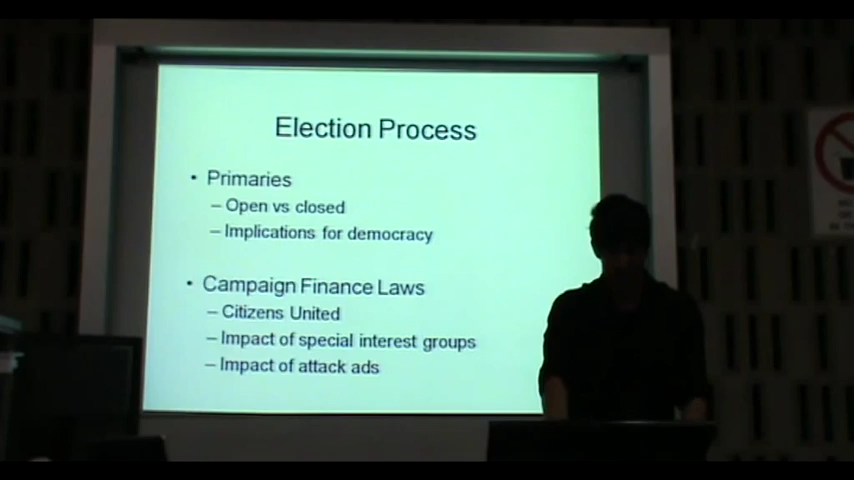 Election Process
• Primaries
– Open vs closed
– Implications for democracy
• Campaign Finance Laws
– Citizens United
– Impact of special interest groups
– Impact of attack ads